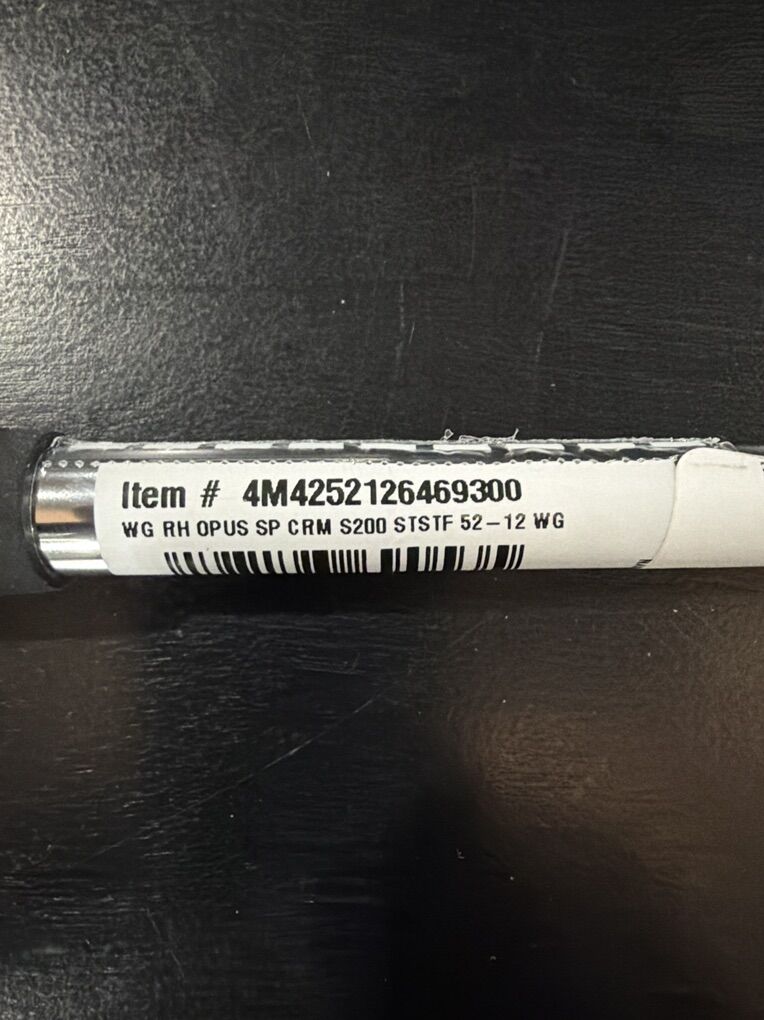 Item # 4M4252126469300
WG RH OPUS SP CRM S200 STSTF 52-12 WG